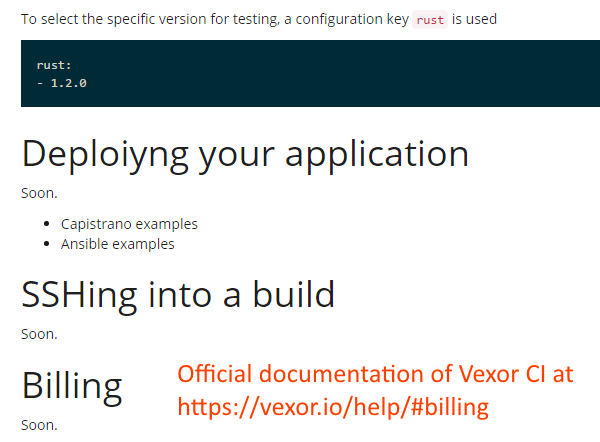 To select the specific version for testing, a configuration key rust is used
rust:
- 1.2.0
Deploiyng your application
Soon.
• Capistrano examples
• Ansible examples
SSHing into a build
Soon.
Billing
Soon.
Official documentation of Vexor CI at
https://vexor.io/help/#billing